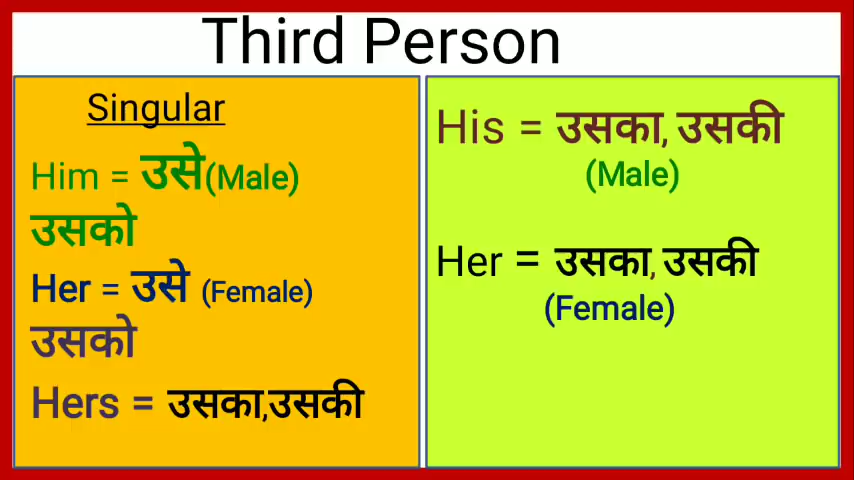 Third Person
Singular
Him = उसे(Male)
उसको
Her = उसे (Female)
उसको
Hers = उसका,उसकी
His = उसका, उसकी
(Male)
Her = उसका, उसकी
(Female)